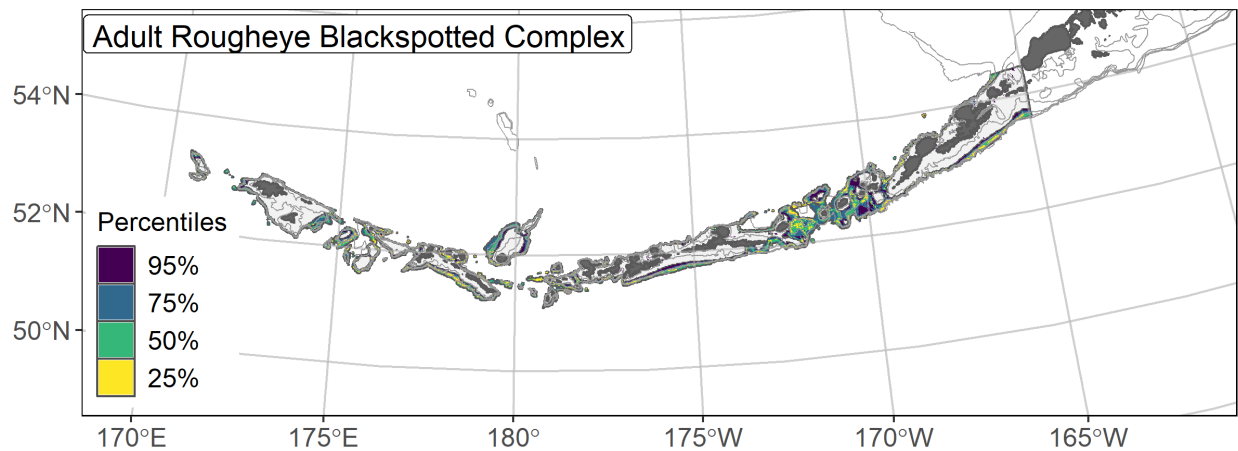 Adult Rougheye Blackspotted Complex
54°N
52°N
50°N
Percentiles
95%
75%
50%
25%
170°E
175°E
180°
175°W
170°W
165°W